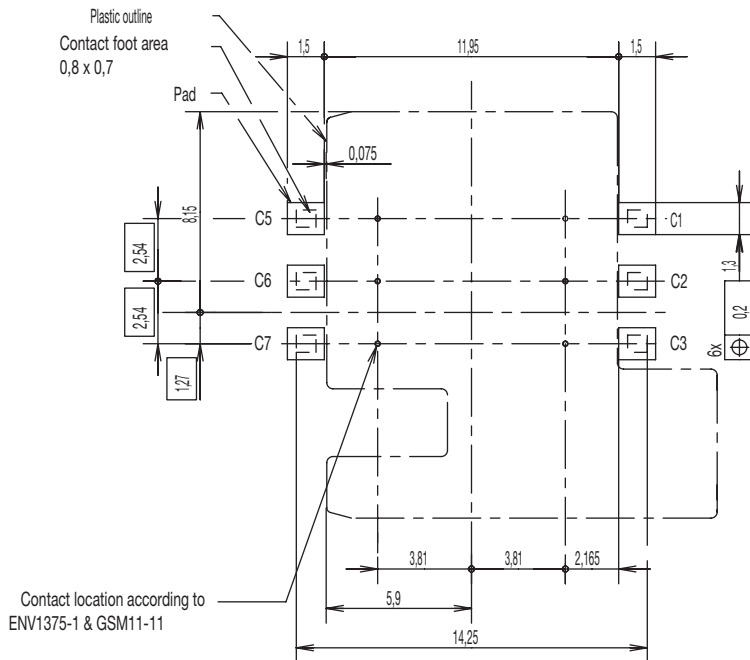 Plastic outline
Contact foot area
0,8 x 0,7
Pad
1,5
11,95
1,5
0,075
8,15
C5
C1
2,54
1,3
C6
C2
2,54
0,2
6x
C7
C3
1,27
3,81
3,81
2,165
5,9
Contact location according to
ENV1375-1 & GSM11-11
14,25